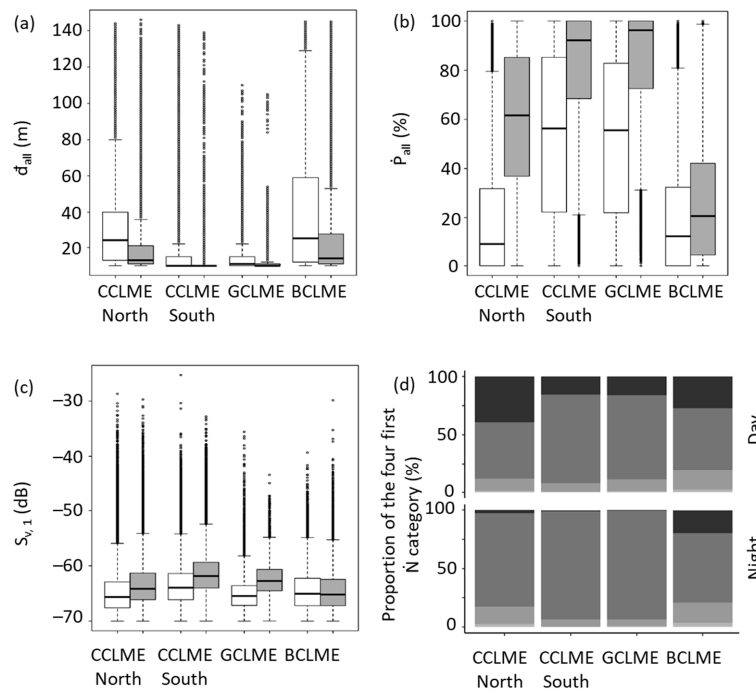 (a)
đall (m)
140
120
100
80
60
40
20
CCLME North
CCLME South
GCLME
BCLME
(b)
Ṗall (%)
100
80
60
40
20
0
CCLME North
CCLME South
GCLME
BCLME
(c)
Sv, 1 (dB)
−30
−40
−50
−60
−70
CCLME North
CCLME South
GCLME
BCLME
(d)
Proportion of the four first
Ṅ category (%)
100
50
0
Day
100
50
0
Night
CCLME North
CCLME South
GCLME
BCLME